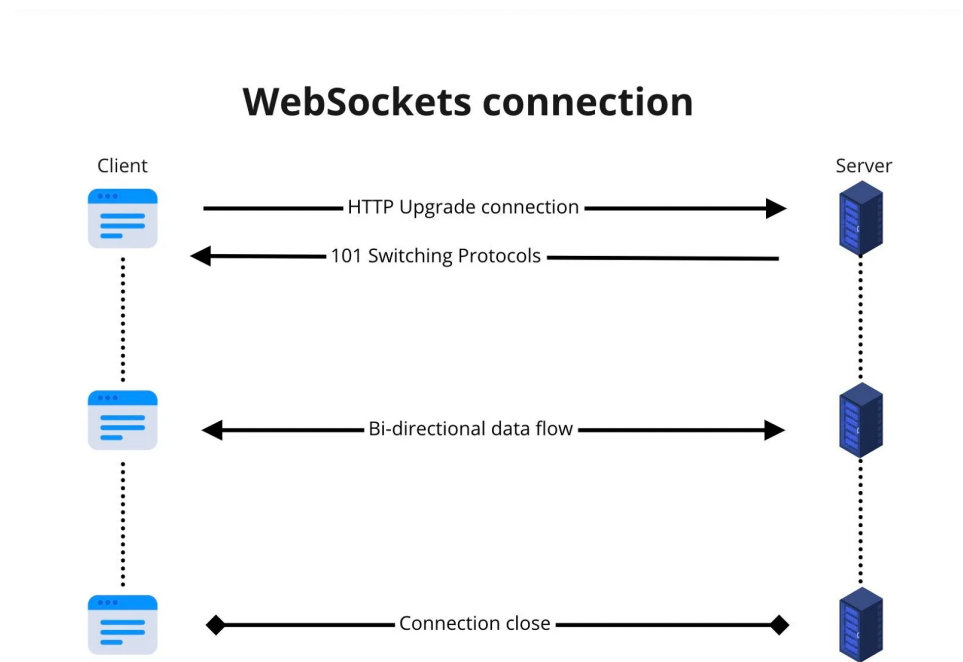 WebSockets connection
Client
Server
HTTP Upgrade connection
101 Switching Protocols
Bi-directional data flow
Connection close